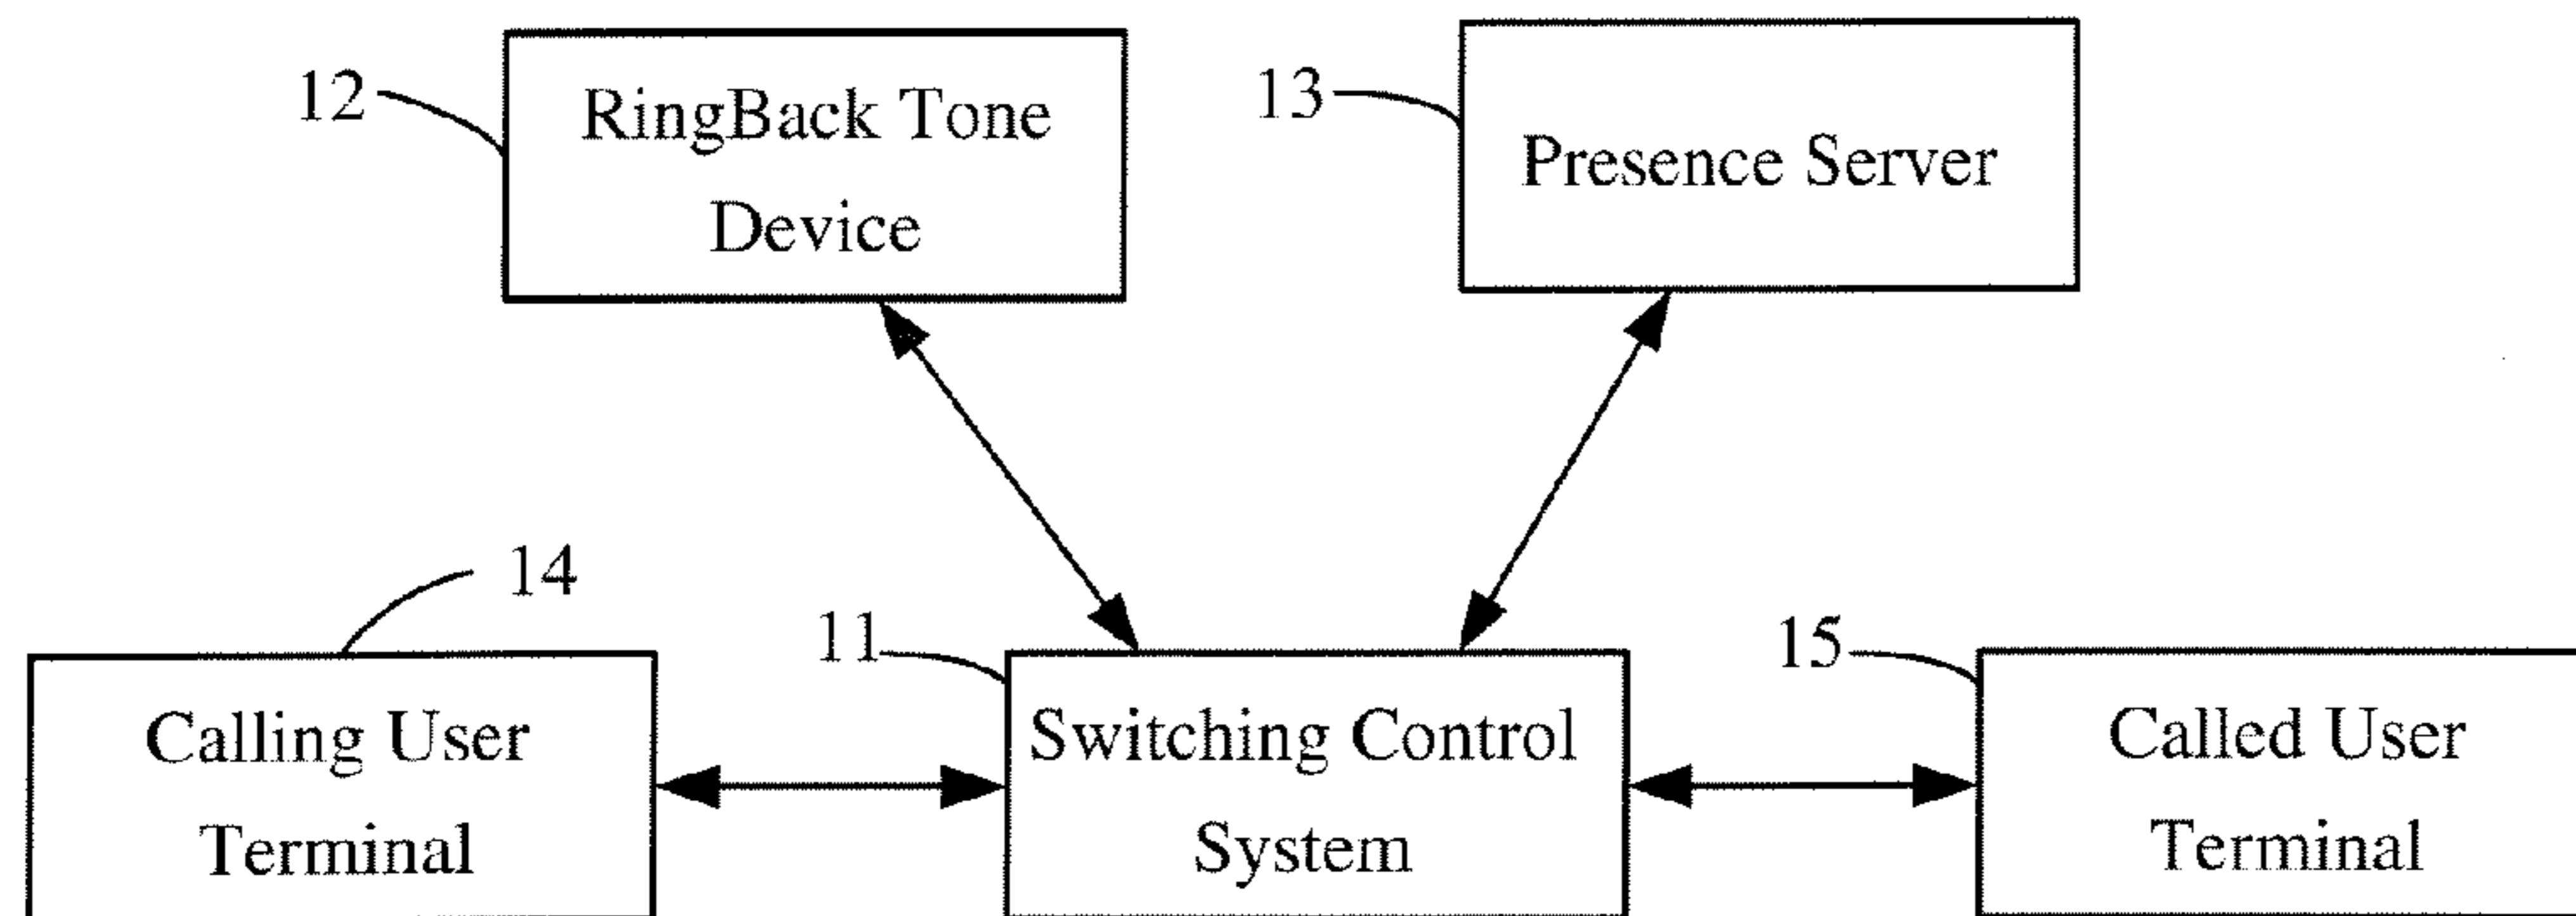 12
RingBack Tone
Device
13
Presence Server
14
Calling User
Terminal
11
Switching Control
System
15
Called User
Terminal